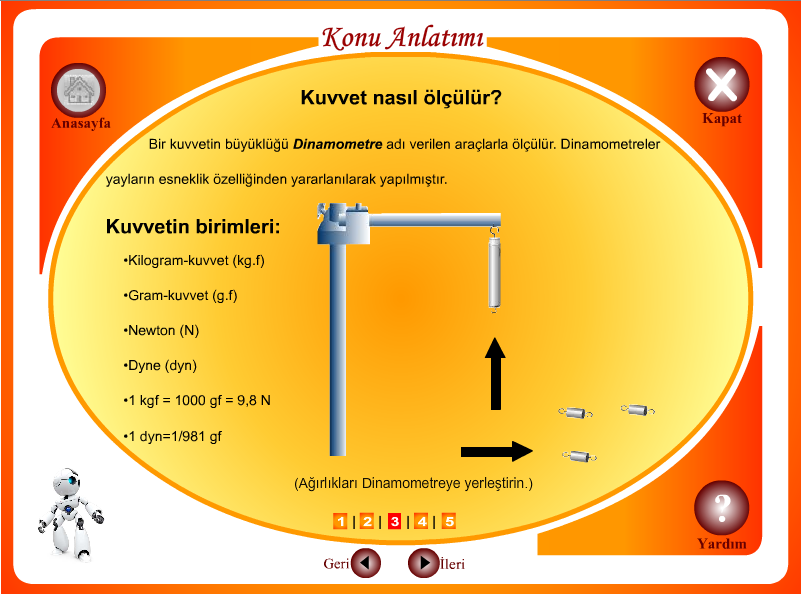 Konu Anlatımı
Anasayfa
Kapat
Kuvvet nasıl ölçülür?
Bir kuvvetin büyüklüğü Dinamometre adı verilen araçlarla ölçülür. Dinamometreler
yayların esneklik özelliğinden yararlanılarak yapılmıştır.
Kuvvetin birimleri:
•Kilogram-kuvvet (kg.f)
•Gram-kuvvet (g.f)
•Newton (N)
•Dyne (dyn)
•1 kgf = 1000 gf = 9,8 N
•1 dyn=1/981 gf
(Ağırlıkları Dinamometreye yerleştirin.)
1 | 2 | 3 | 4 | 5
?
Yardım
Geri İleri